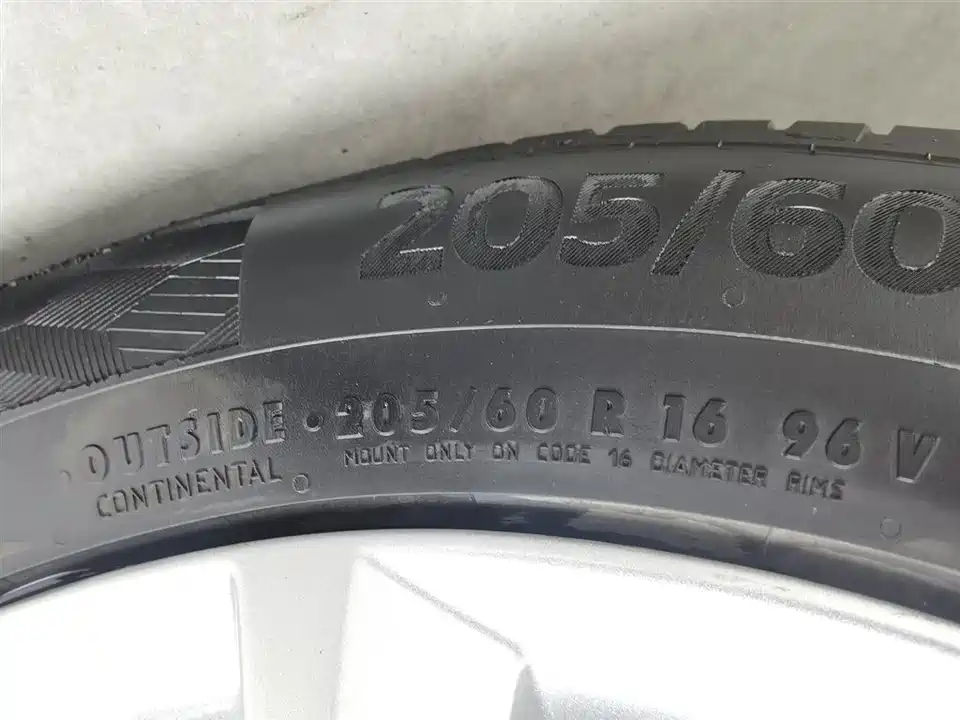 205/60
OUTSIDE • 205/60 R 16 96 V
CONTINENTAL
MOUNT ONLY ON CODE 16 DIAMETER RIMS